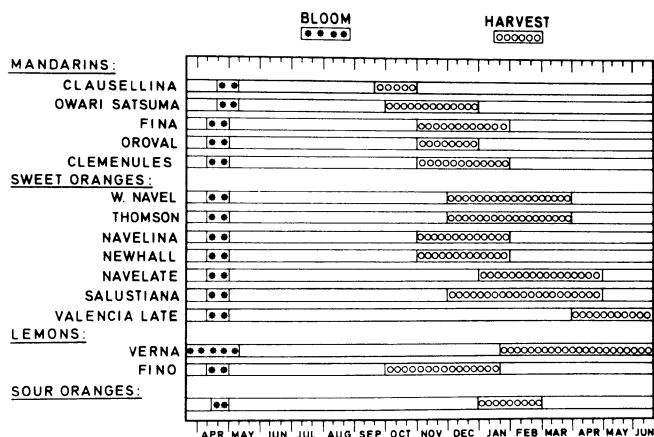 BLOOM HARVEST
MANDARINS:
CLAUSELLINA
OWARI SATSUMA
FINA
OROVAL
CLEMENULES
SWEET ORANGES:
W. NAVEL
THOMSON
NAVELINA
NEWHALL
NAVELATE
SALUSTIANA
VALENCIA LATE
LEMONS:
VERNA
FINO
SOUR ORANGES:
APR MAY JUN JUL AUG SEP OCT NOV DEC JAN FEB MAR APR MAY JUN